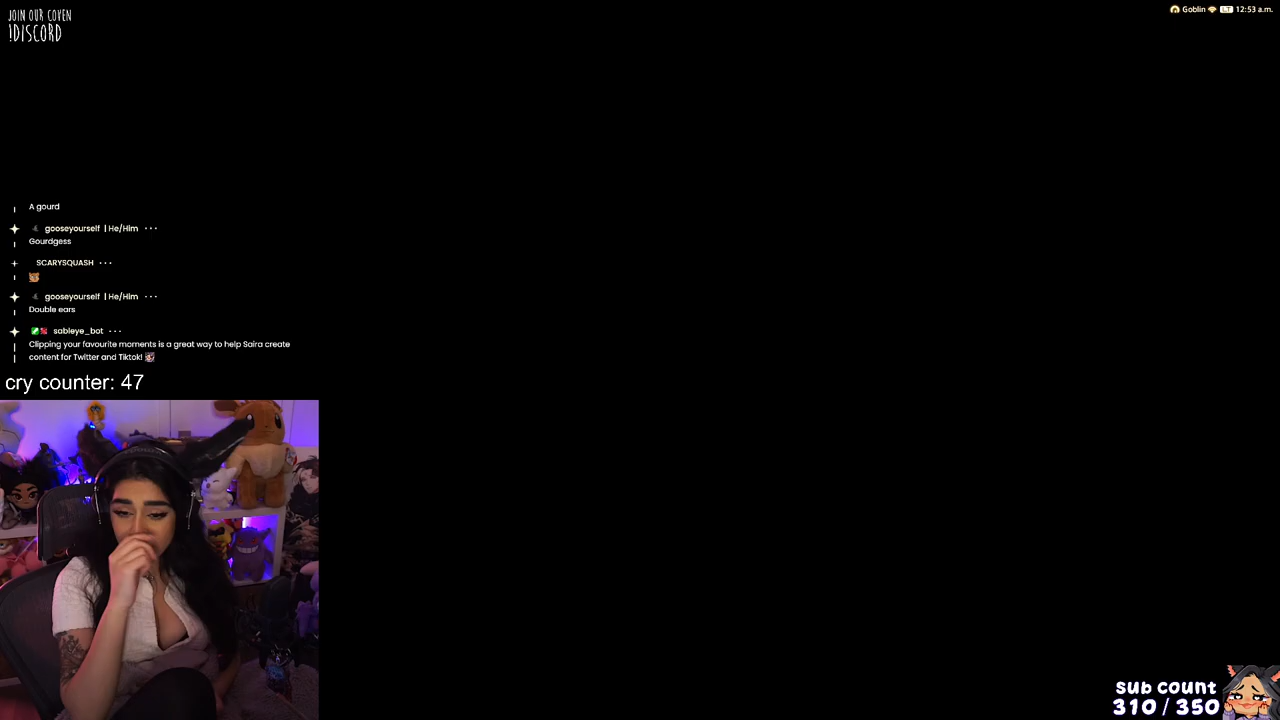 JOIN OUR COVEN
!DISCORD
Goblin LT 12:53 a.m.
A gourd
gooseyourself | He/Him ···
Gourdgess
SCARYSQUASH ···
gooseyourself | He/Him ···
Double ears
sableye_bot ···
Clipping your favourite moments is a great way to help Saira create
content for Twitter and Tiktok!
cry counter: 47
sub count
310 / 350